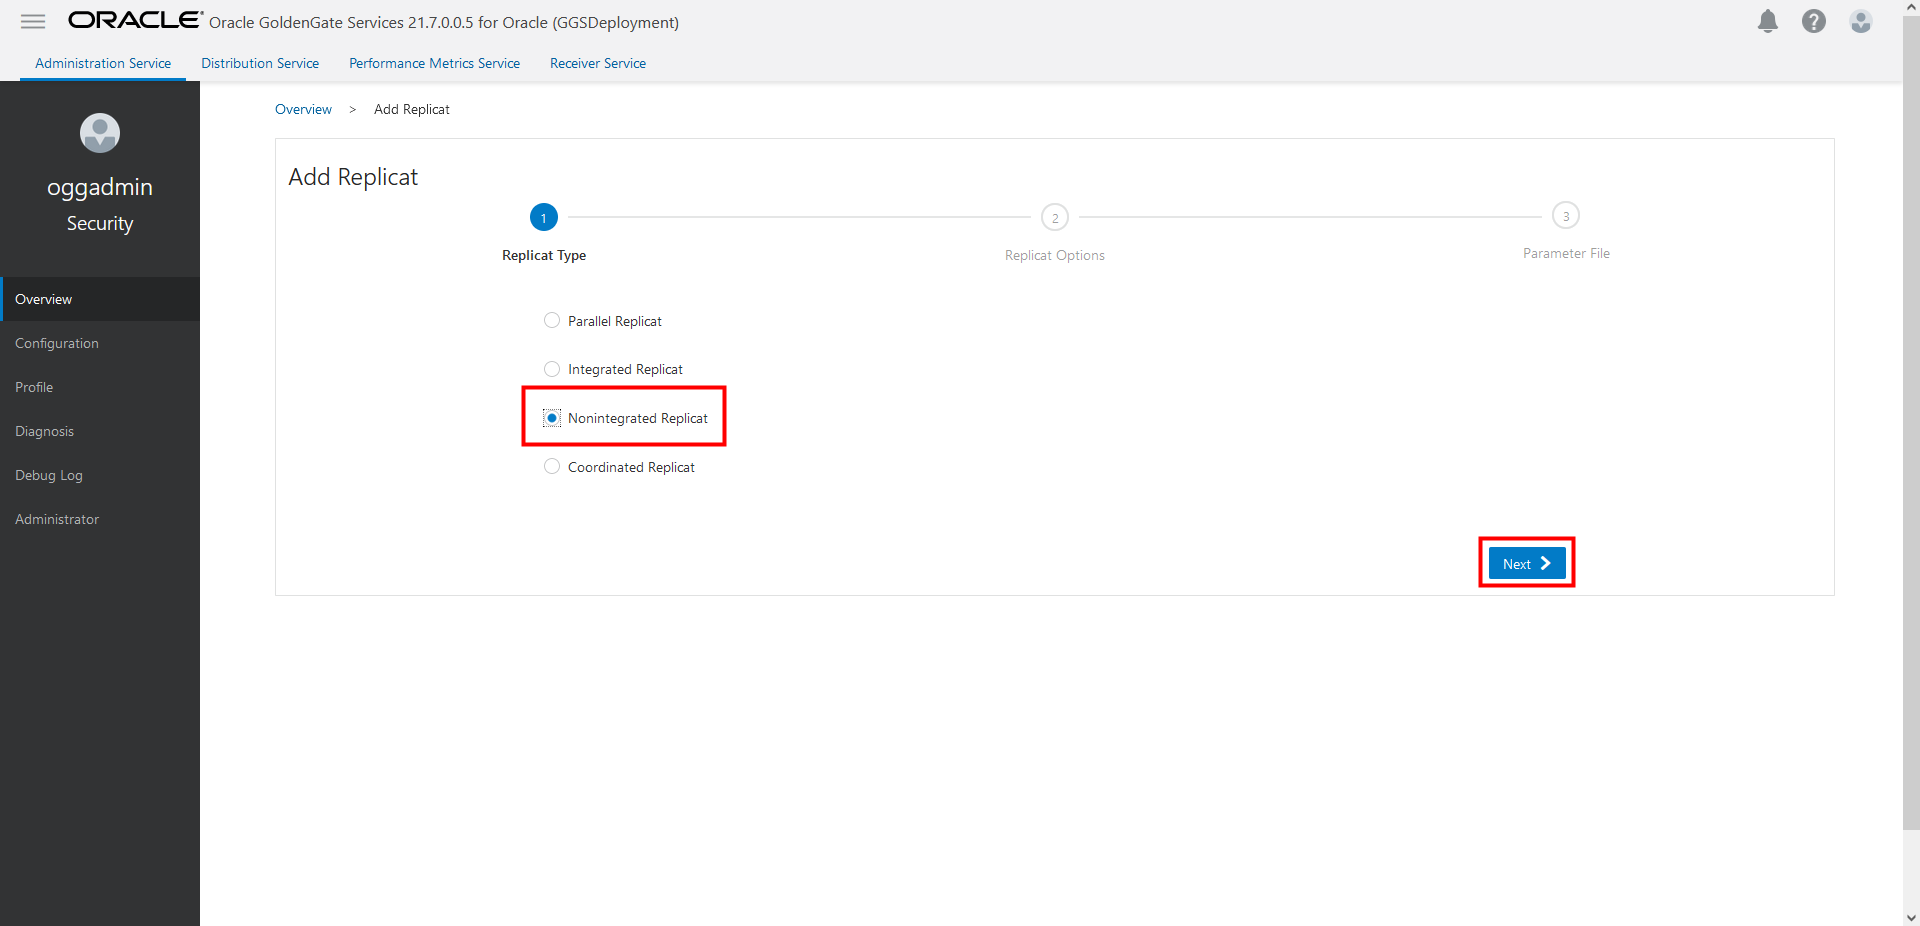 ORACLE® Oracle GoldenGate Services 21.7.0.0.5 for Oracle (GGSDeployment)
Administration Service Distribution Service Performance Metrics Service Receiver Service
oggadmin
Security
Overview
Configuration
Profile
Diagnosis
Debug Log
Administrator
Overview > Add Replicat
Add Replicat
1 2 3
Replicat Type Replicat Options Parameter File
Parallel Replicat
Integrated Replicat
Nonintegrated Replicat
Coordinated Replicat
Next